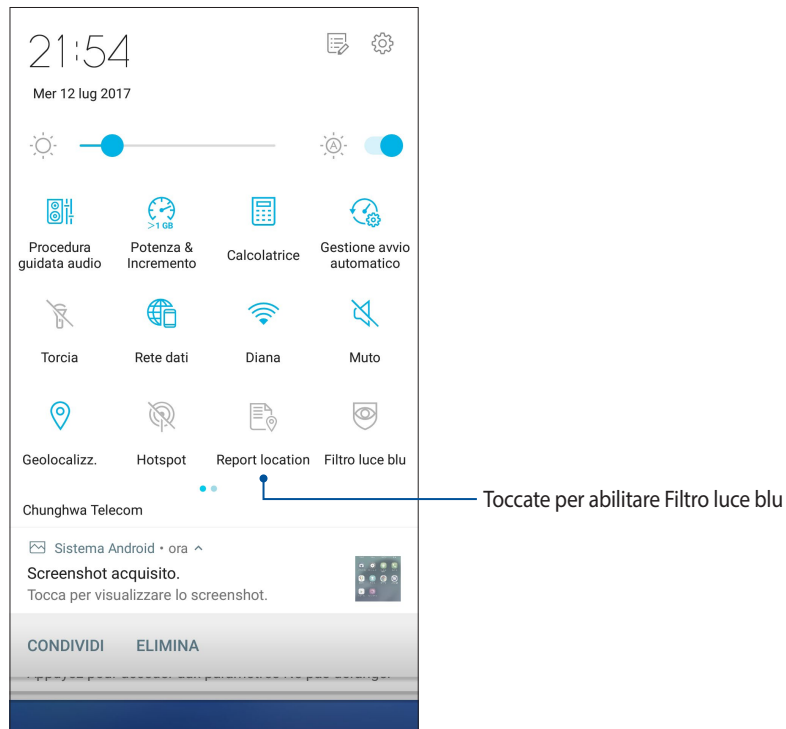 21:54
Mer 12 lug 2017
A
>1 GB
Procedura guidata audio
Potenza & Incremento
Calcolatrice
Gestione avvio automatico
Torcia
Rete dati
Diana
Muto
Geolocalizz.
Hotspot
Report location
Filtro luce blu
Toccate per abilitare Filtro luce blu
Chunghwa Telecom
Sistema Android • ora
Screenshot acquisito.
Tocca per visualizzare lo screenshot.
CONDIVIDI
ELIMINA